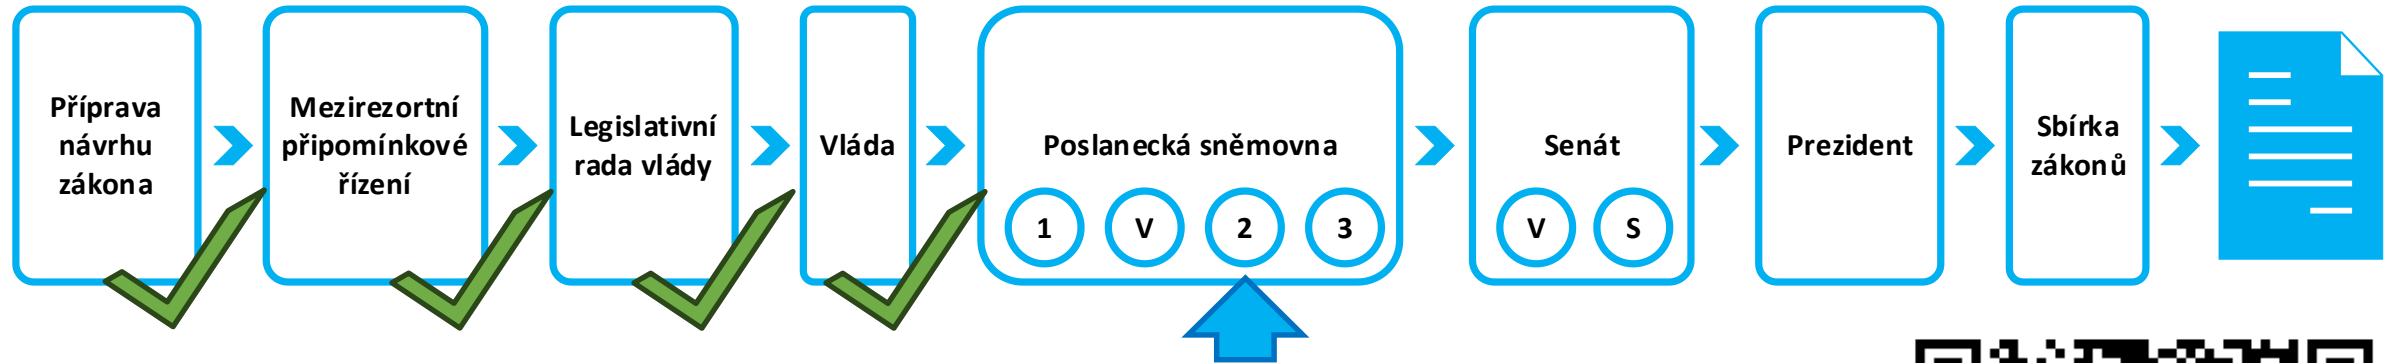 Příprava
návrhu
zákona
Mezirezortní
připomínkové
řízení
Legislativní
rada vlády
Vláda
Poslanecká sněmovna
1 V 2 3
Senát
V S
Prezident
Sbírka
zákonů